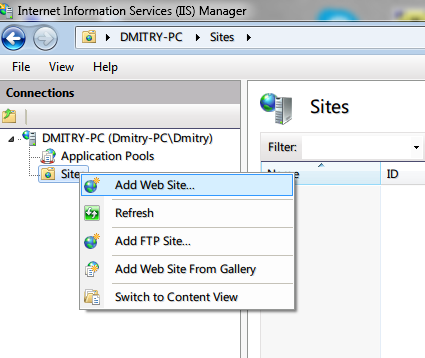 Internet Information Services (IIS) Manager
DMITRY-PC Sites
File View Help
Connections
DMITRY-PC (Dmitry-PC\Dmitry)
Application Pools
Sites
Add Web Site...
Refresh
Add FTP Site...
Add Web Site From Gallery
Switch to Content View
Sites
Filter:
Name ID